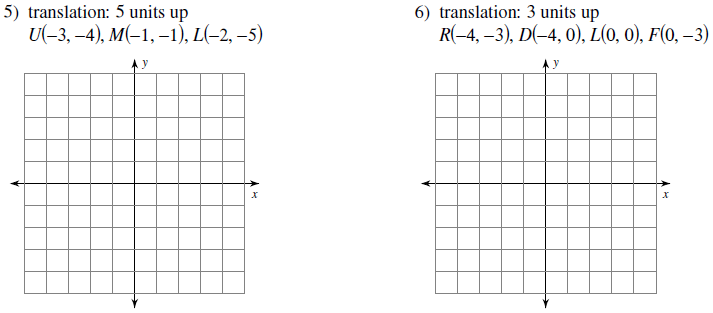 5) translation: 5 units up
U(−3, −4), M(−1, −1), L(−2, −5)
y
x
6) translation: 3 units up
R(−4, −3), D(−4, 0), L(0, 0), F(0, −3)
y
x